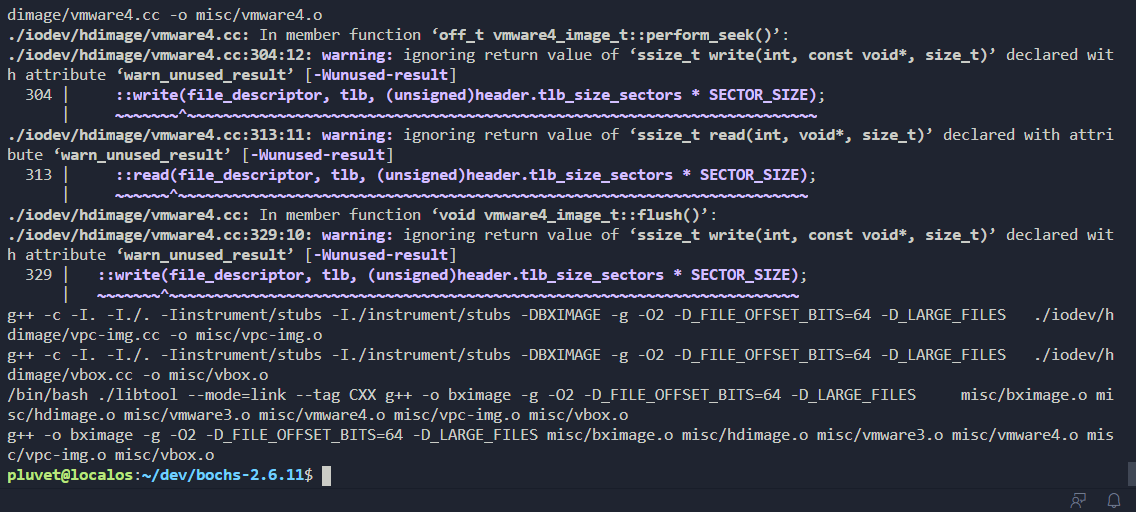 dimage/vmware4.cc -o misc/vmware4.o
./iodev/hdimage/vmware4.cc: In member function ‘off_t vmware4_image_t::perform_seek()’:
./iodev/hdimage/vmware4.cc:304:12: warning: ignoring return value of ‘ssize_t write(int, const void*, size_t)’ declared wit
h attribute ‘warn_unused_result’ [-Wunused-result]
  304 |     ::write(file_descriptor, tlb, (unsigned)header.tlb_size_sectors * SECTOR_SIZE);
      |     ~~~~~~~^~~~~~~~~~~~~~~~~~~~~~~~~~~~~~~~~~~~~~~~~~~~~~~~~~~~~~~~~~~~~~~~~~~~~~
./iodev/hdimage/vmware4.cc:313:11: warning: ignoring return value of ‘ssize_t read(int, void*, size_t)’ declared with attri
bute ‘warn_unused_result’ [-Wunused-result]
  313 |     ::read(file_descriptor, tlb, (unsigned)header.tlb_size_sectors * SECTOR_SIZE);
      |     ~~~~~~^~~~~~~~~~~~~~~~~~~~~~~~~~~~~~~~~~~~~~~~~~~~~~~~~~~~~~~~~~~~~~~~~~~~~~
./iodev/hdimage/vmware4.cc: In member function ‘void vmware4_image_t::flush()’:
./iodev/hdimage/vmware4.cc:329:10: warning: ignoring return value of ‘ssize_t write(int, const void*, size_t)’ declared wit
h attribute ‘warn_unused_result’ [-Wunused-result]
  329 |   ::write(file_descriptor, tlb, (unsigned)header.tlb_size_sectors * SECTOR_SIZE);
      |   ~~~~~~~^~~~~~~~~~~~~~~~~~~~~~~~~~~~~~~~~~~~~~~~~~~~~~~~~~~~~~~~~~~~~~~~~~~~~~
g++ -c -I. -I./. -Iinstrument/stubs -I./instrument/stubs -DBXIMAGE -g -O2 -D_FILE_OFFSET_BITS=64 -D_LARGE_FILES   ./iodev/h
dimage/vpc-img.cc -o misc/vpc-img.o
g++ -c -I. -I./. -Iinstrument/stubs -I./instrument/stubs -DBXIMAGE -g -O2 -D_FILE_OFFSET_BITS=64 -D_LARGE_FILES   ./iodev/h
dimage/vbox.cc -o misc/vbox.o
/bin/bash ./libtool --mode=link --tag CXX g++ -o bximage -g -O2 -D_FILE_OFFSET_BITS=64 -D_LARGE_FILES     misc/bximage.o mi
sc/hdimage.o misc/vmware3.o misc/vmware4.o misc/vpc-img.o misc/vbox.o
g++ -o bximage -g -O2 -D_FILE_OFFSET_BITS=64 -D_LARGE_FILES misc/bximage.o misc/hdimage.o misc/vmware3.o misc/vmware4.o mis
c/vpc-img.o misc/vbox.o
pluvet@localos:~/dev/bochs-2.6.11$